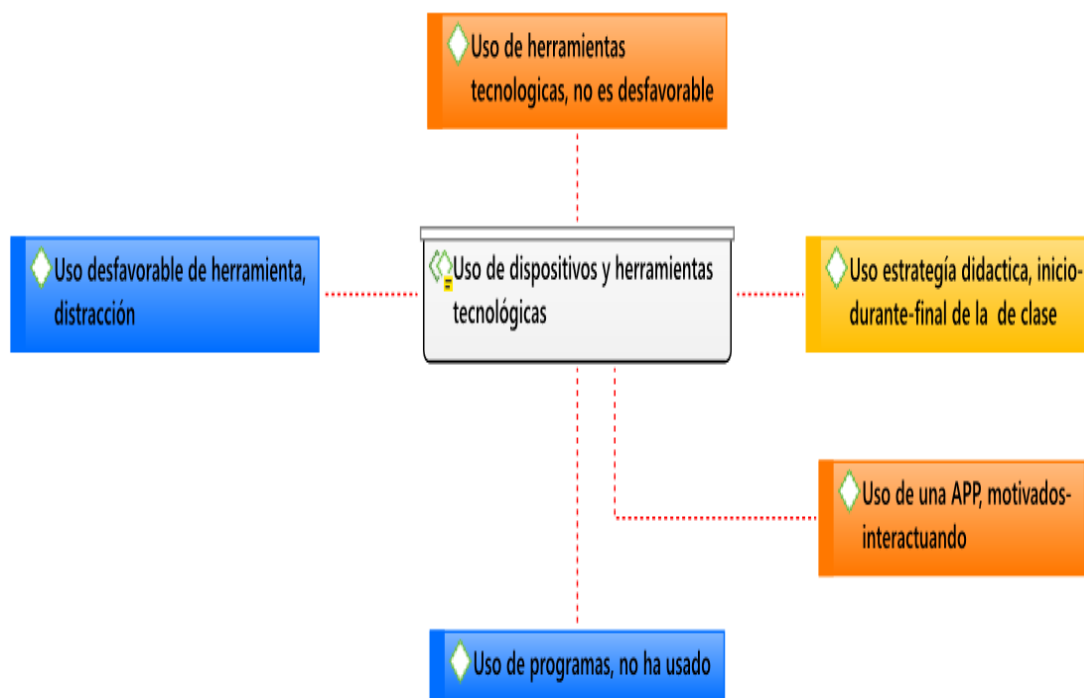 Uso de herramientas
tecnologicas, no es desfavorable
Uso desfavorable de herramienta,
distracción
Uso de dispositivos y herramientas
tecnológicas
Uso estrategía didactica, inicio-
durante-final de la  de clase
Uso de una APP, motivados-
interactuando
Uso de programas, no ha usado